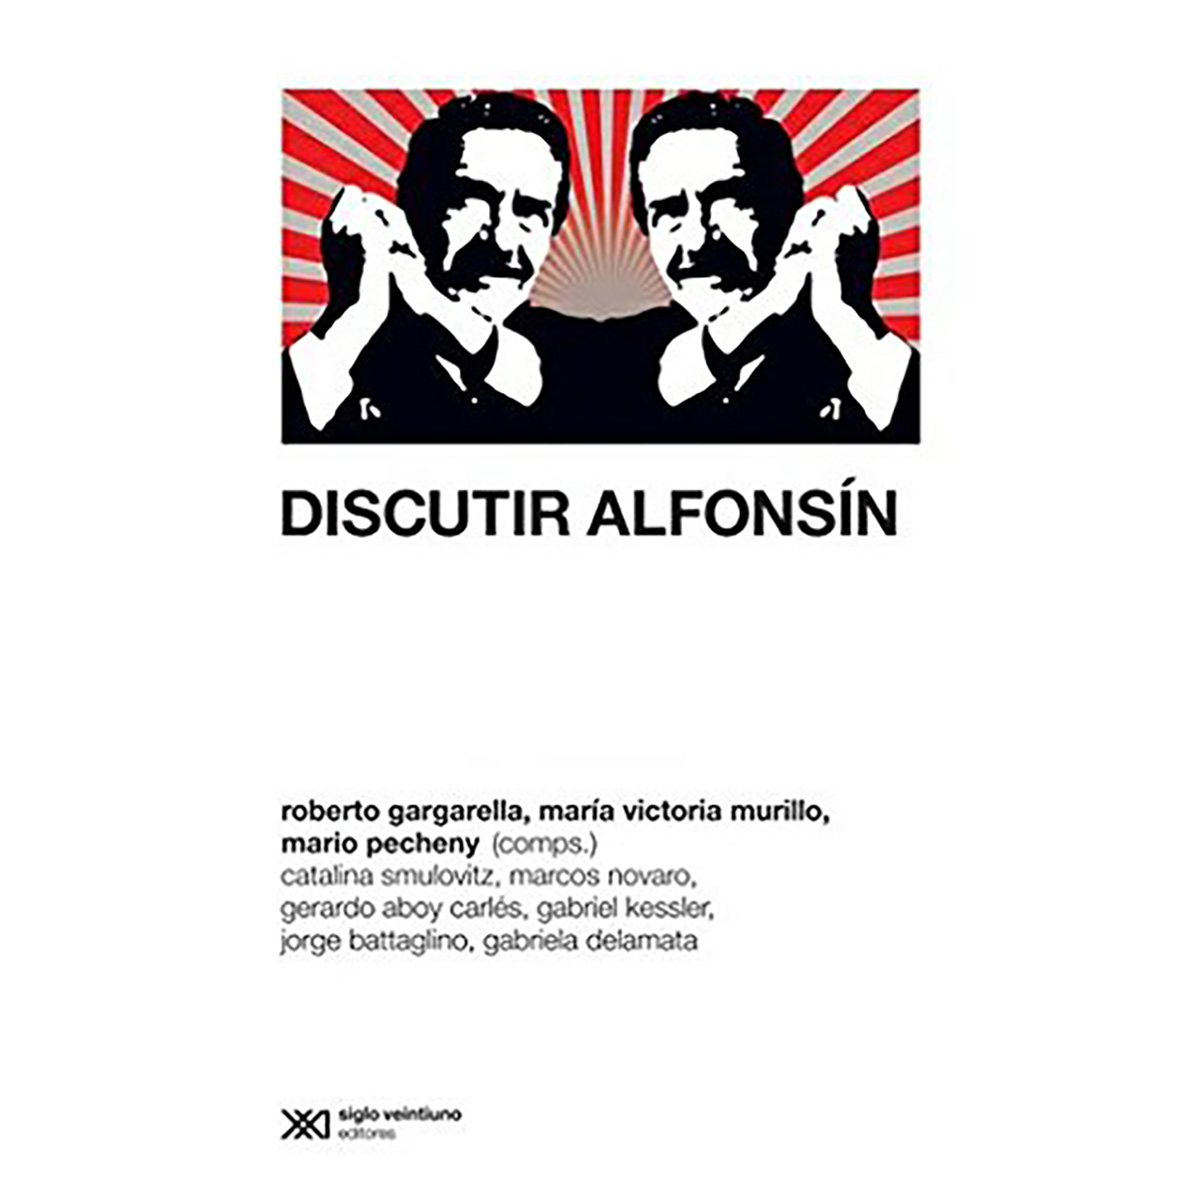 DISCUTIR ALFONSÍN
roberto gargarella, maría victoria murillo,
mario pecheny (comps.)
catalina smulovitz, marcos novaro,
gerardo aboy carlés, gabriel kessler,
jorge battaglino, gabriela delamata
siglo veintiuno
editores